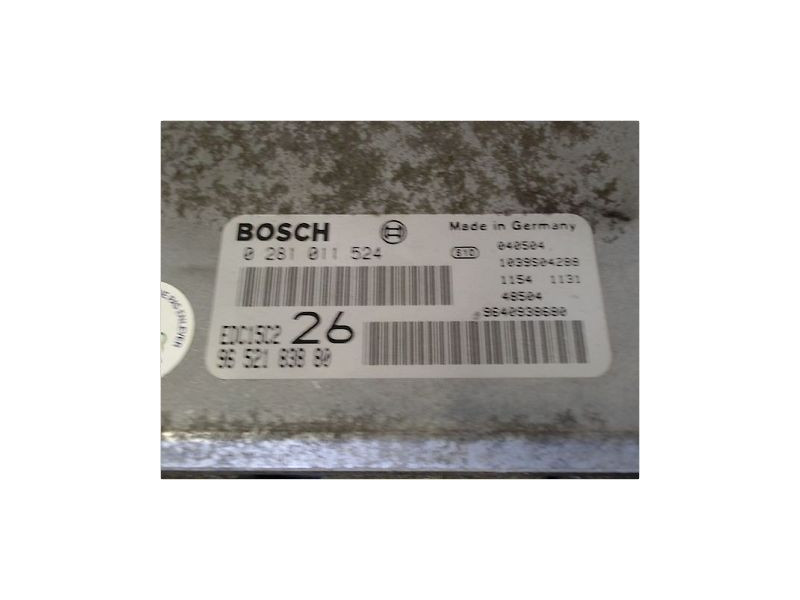 BOSCH
Made in Germany
0 281 011 524
040504
1039S04288
1154 1131
48504
9640939680
EDC15C2 26
96 521 838 80